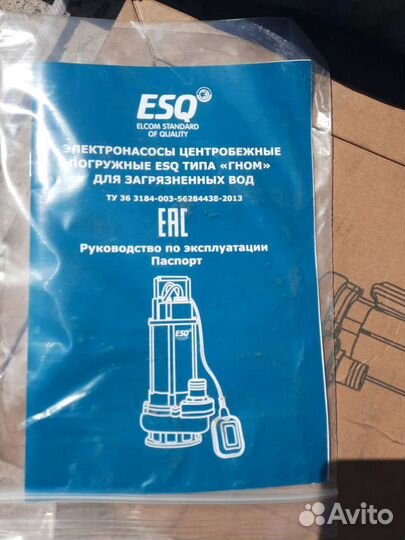 ESQ
ELCOM STANDARD
OF QUALITY
ЭЛЕКТРОНАСОСЫ ЦЕНТРОБЕЖНЫЕ
ПОГРУЖНЫЕ ESQ ТИПА «ГНОМ»
ДЛЯ ЗАГРЯЗНЕННЫХ ВОД
ТУ 36 3184-003-56284438-2013
EAC
Руководство по эксплуатации
Паспорт
ESQ
Avito